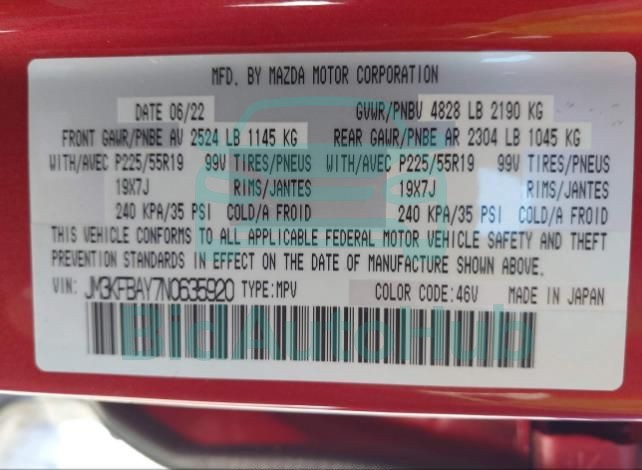 MFD. BY MAZDA MOTOR CORPORATION
DATE 06/22 GVWR/PNBV 4828 LB 2190 KG
FRONT GAWR/PNBE AV 2524 LB 1145 KG REAR GAWR/PNBE AR 2304 LB 1045 KG
WITH/AVEC P225/55R19 99V TIRES/PNEUS WITH/AVEC P225/55R19 99V TIRES/PNEUS
19X7J RIMS/JANTES 19X7J RIMS/JANTES
240 KPA/35 PSI COLD/A FROID 240 KPA/35 PSI COLD/A FROID
THIS VEHICLE CONFORMS TO ALL APPLICABLE FEDERAL MOTOR VEHICLE SAFETY AND THEFT
PREVENTION STANDARDS IN EFFECT ON THE DATE OF MANUFACTURE SHOWN ABOVE.
VIN: JM3KFBAY7N0635920 TYPE:MPV COLOR CODE:46V MADE IN JAPAN
BidAutoHub